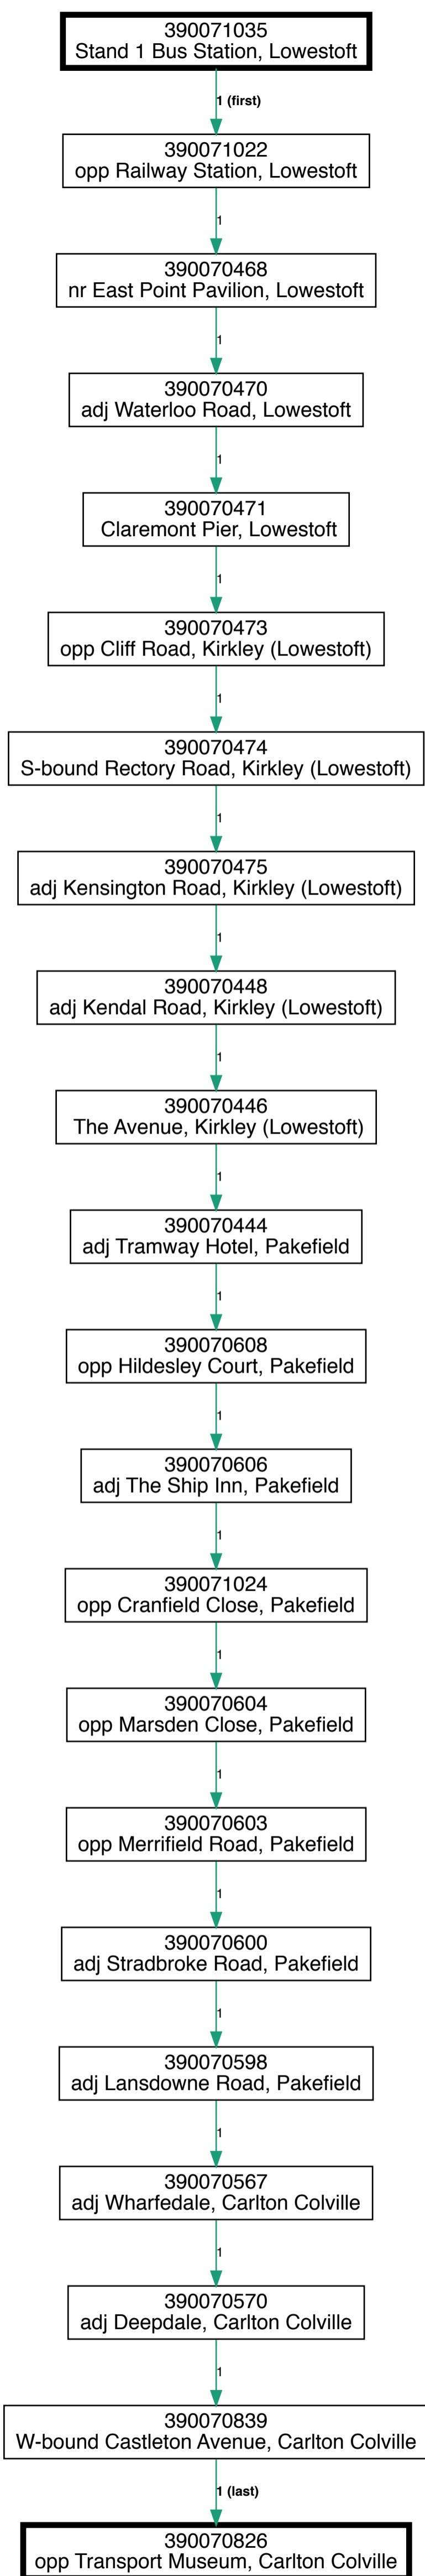 390071035
Stand 1 Bus Station, Lowestoft
1 (first)
390071022
opp Railway Station, Lowestoft
1
390070468
nr East Point Pavilion, Lowestoft
1
390070470
adj Waterloo Road, Lowestoft
1
390070471
Claremont Pier, Lowestoft
1
390070473
opp Cliff Road, Kirkley (Lowestoft)
1
390070474
S-bound Rectory Road, Kirkley (Lowestoft)
1
390070475
adj Kensington Road, Kirkley (Lowestoft)
1
390070448
adj Kendal Road, Kirkley (Lowestoft)
1
390070446
The Avenue, Kirkley (Lowestoft)
1
390070444
adj Tramway Hotel, Pakefield
1
390070608
opp Hildesley Court, Pakefield
1
390070606
adj The Ship Inn, Pakefield
1
390071024
opp Cranfield Close, Pakefield
1
390070604
opp Marsden Close, Pakefield
1
390070603
opp Merrifield Road, Pakefield
1
390070600
adj Stradbroke Road, Pakefield
1
390070598
adj Lansdowne Road, Pakefield
1
390070567
adj Wharfedale, Carlton Colville
1
390070570
adj Deepdale, Carlton Colville
1
390070839
W-bound Castleton Avenue, Carlton Colville
1 (last)
390070826
opp Transport Museum, Carlton Colville